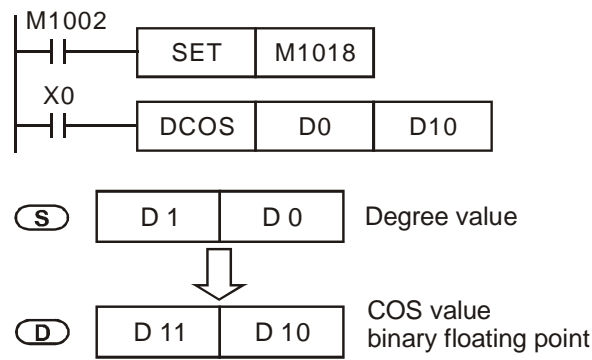 M1002
SET M1018
X0
DCOS D0 D10
S D 1 D 0 Degree value
D D 11 D 10 COS value
binary floating point